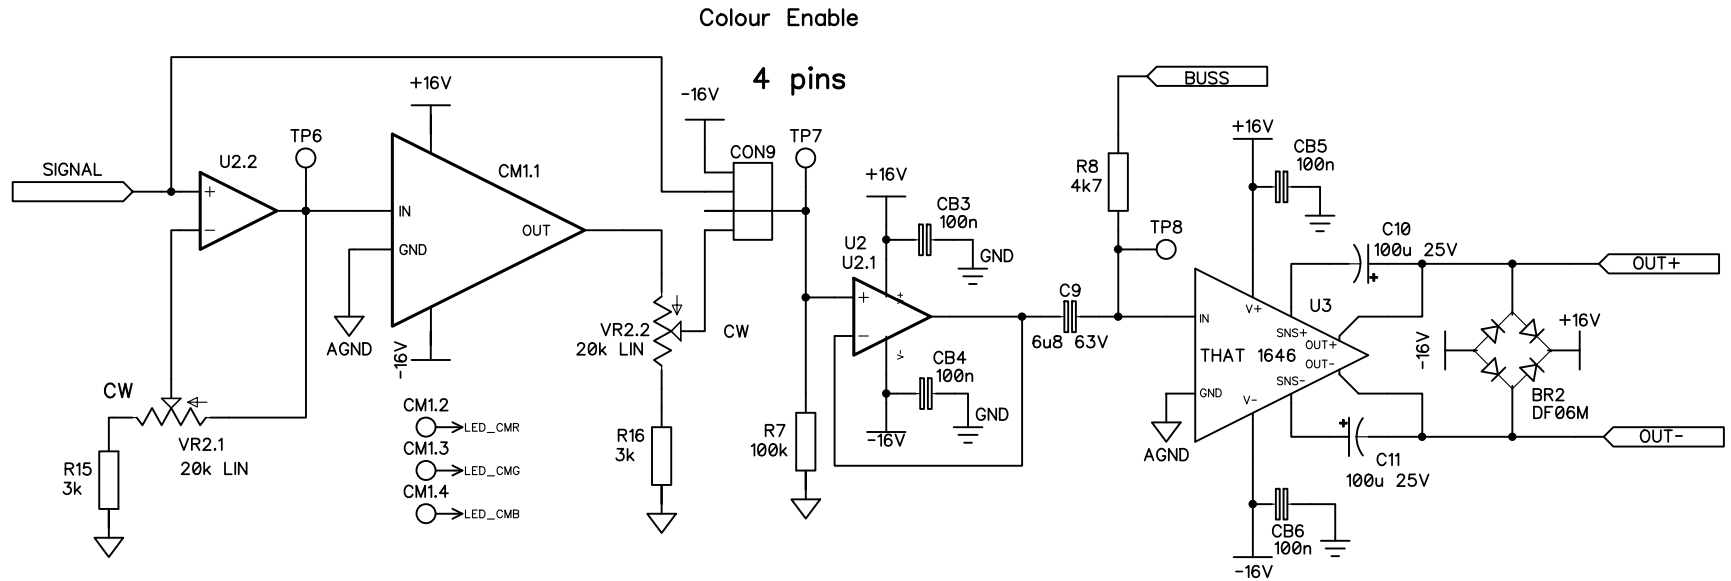 Colour Enable
4 pins
SIGNAL
U2.2
+
−
TP6
+16V
CM1.1
IN
GND
OUT
AGND
-16V
CW
VR2.1
20k LIN
R15
3k
CM1.2
LED_CMR
CM1.3
LED_CMG
CM1.4
LED_CMB
VR2.2
20k LIN
CW
R16
3k
-16V
CON9
TP7
R7
100k
+16V
CB3
100n
GND
U2
U2.1
+
−
V+
V-
CB4
100n
GND
-16V
C9
6u8 63V
BUSS
R8
4k7
TP8
+16V
CB5
100n
U3
IN
V+
SNS+
OUT+
THAT 1646
OUT-
SNS-
GND
V-
AGND
CB6
100n
-16V
C10
100u 25V
+
+
C11
100u 25V
OUT+
-16V
+16V
BR2
DF06M
OUT-